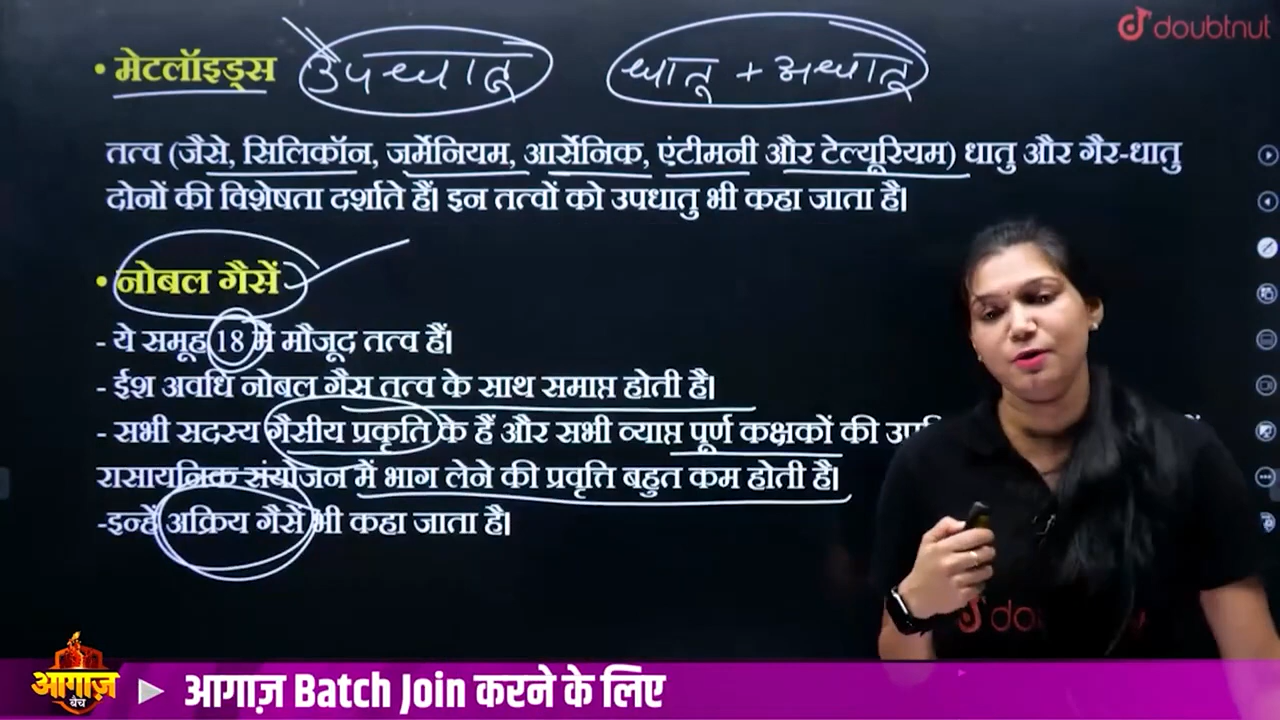 doubtnut
• मेटलॉइड्स उपधातू धातू + अधातू
तत्व (जैसे, सिलिकॉन, जर्मेनियम, आर्सेनिक, एंटीमनी और टेल्यूरियम) धातु और गैर-धातु
दोनों की विशेषता दर्शाते हैं। इन तत्वों को उपधातु भी कहा जाता है।
• नोबल गैसें
- ये समूह 18 में मौजूद तत्व हैं।
- ईश अवधि नोबल गैस तत्व के साथ समाप्त होती है।
- सभी सदस्य गैसीय प्रकृति के हैं और सभी व्याप्त पूर्ण कक्षकों की
रासायनिक संयोजन में भाग लेने की प्रवृत्ति बहुत कम होती है।
-इन्हें अक्रिय गैसें भी कहा जाता है।
आगाज़
बैच
आगाज़ Batch Join करने के लिए